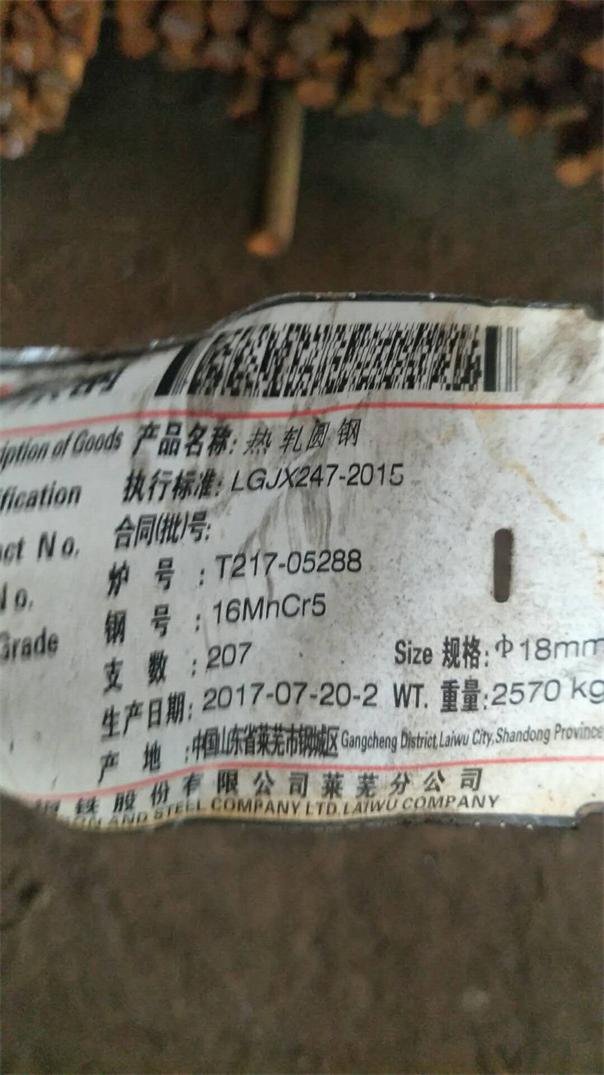 钢
iption of Goods 产品名称: 热轧圆钢
ification 执行标准: LGJX247-2015
act No. 合同(批)号:
No. 炉 号 : T217-05288
Grade 钢 号 : 16MnCr5
支 数 : 207 Size 规格: Φ18mm
生产日期: 2017-07-20-2 WT. 重量: 2570 kg
产 地 : 中国山东省莱芜市钢城区 Gangcheng District, Laiwu City, Shandong Province
钢铁股份有限公司莱芜分公司
ON AND STEEL COMPANY LTD. LAIWU COMPANY